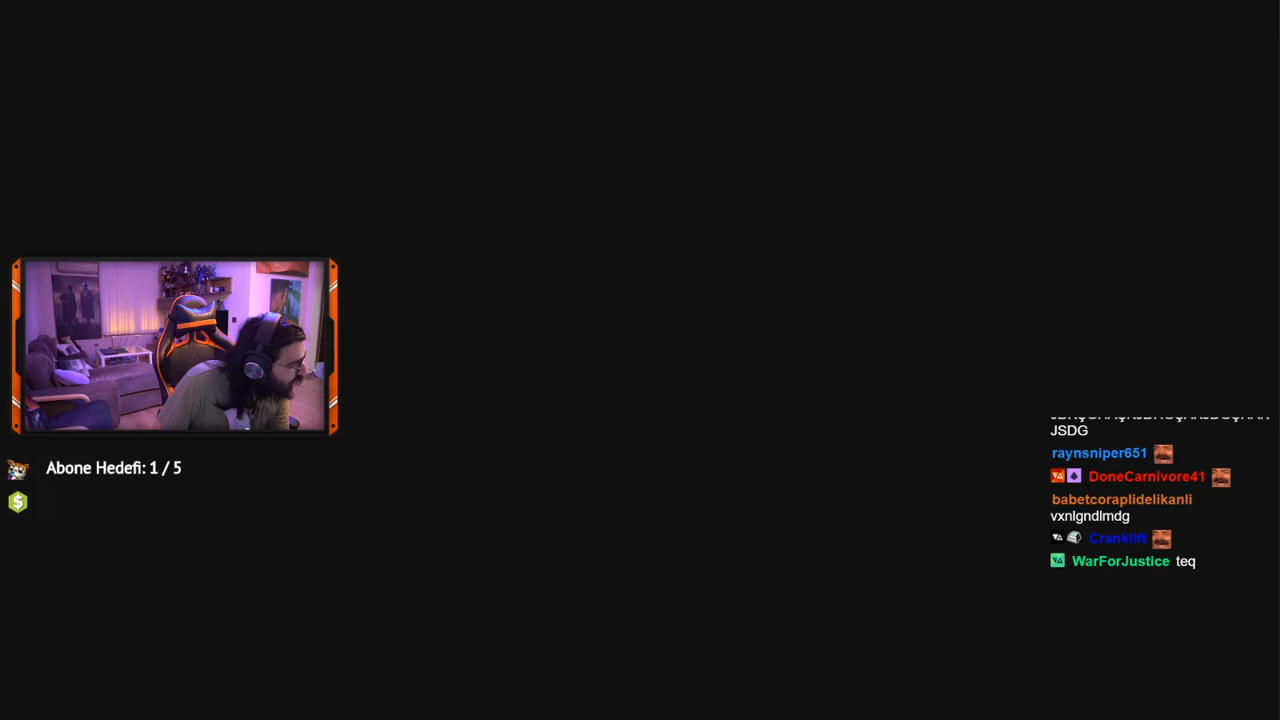 Abone Hedefi: 1 / 5
JSDG
raynsniper651
DoneCarnivore41
babetcoraplidelikanli
vxnlgndlmdg
Cranklift
WarForJustice teq